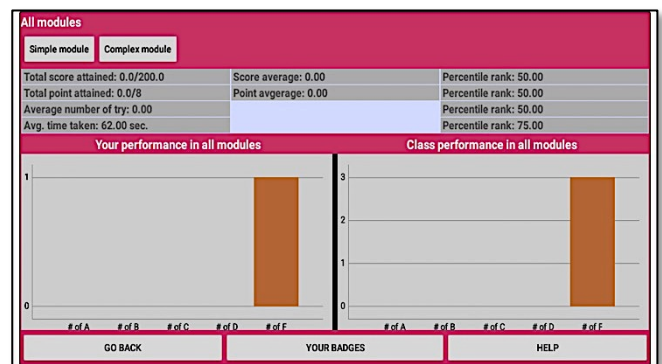 All modules
Simple module Complex module
Total score attained: 0.0/200.0 Score average: 0.00 Percentile rank: 50.00
Total point attained: 0.0/8 Point avgerage: 0.00 Percentile rank: 50.00
Average number of try: 0.00 Percentile rank: 50.00
Avg. time taken: 62.00 sec. Percentile rank: 75.00
Your performance in all modules Class performance in all modules
1 3
2
1
0 0
# of A # of B # of C # of D # of F # of A # of B # of C # of D # of F
GO BACK YOUR BADGES HELP